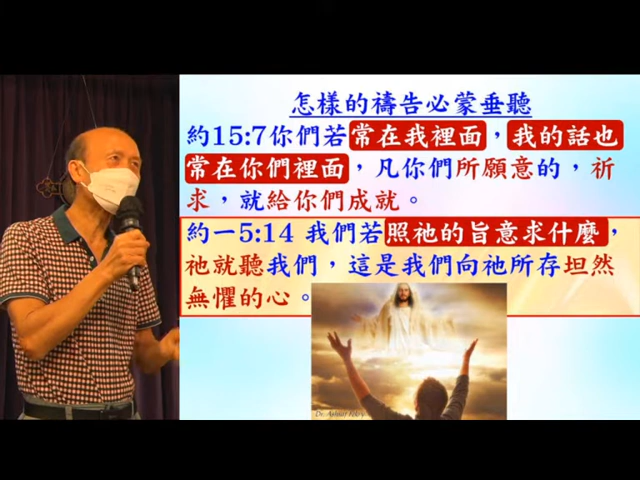 怎樣的禱告必蒙垂聽
約15:7你們若常在我裡面，我的話也
常在你們裡面，凡你們所願意的，祈
求，就給你們成就。
約一5:14 我們若照祂的旨意求什麼，
祂就聽我們，這是我們向祂所存坦然
無懼的心。